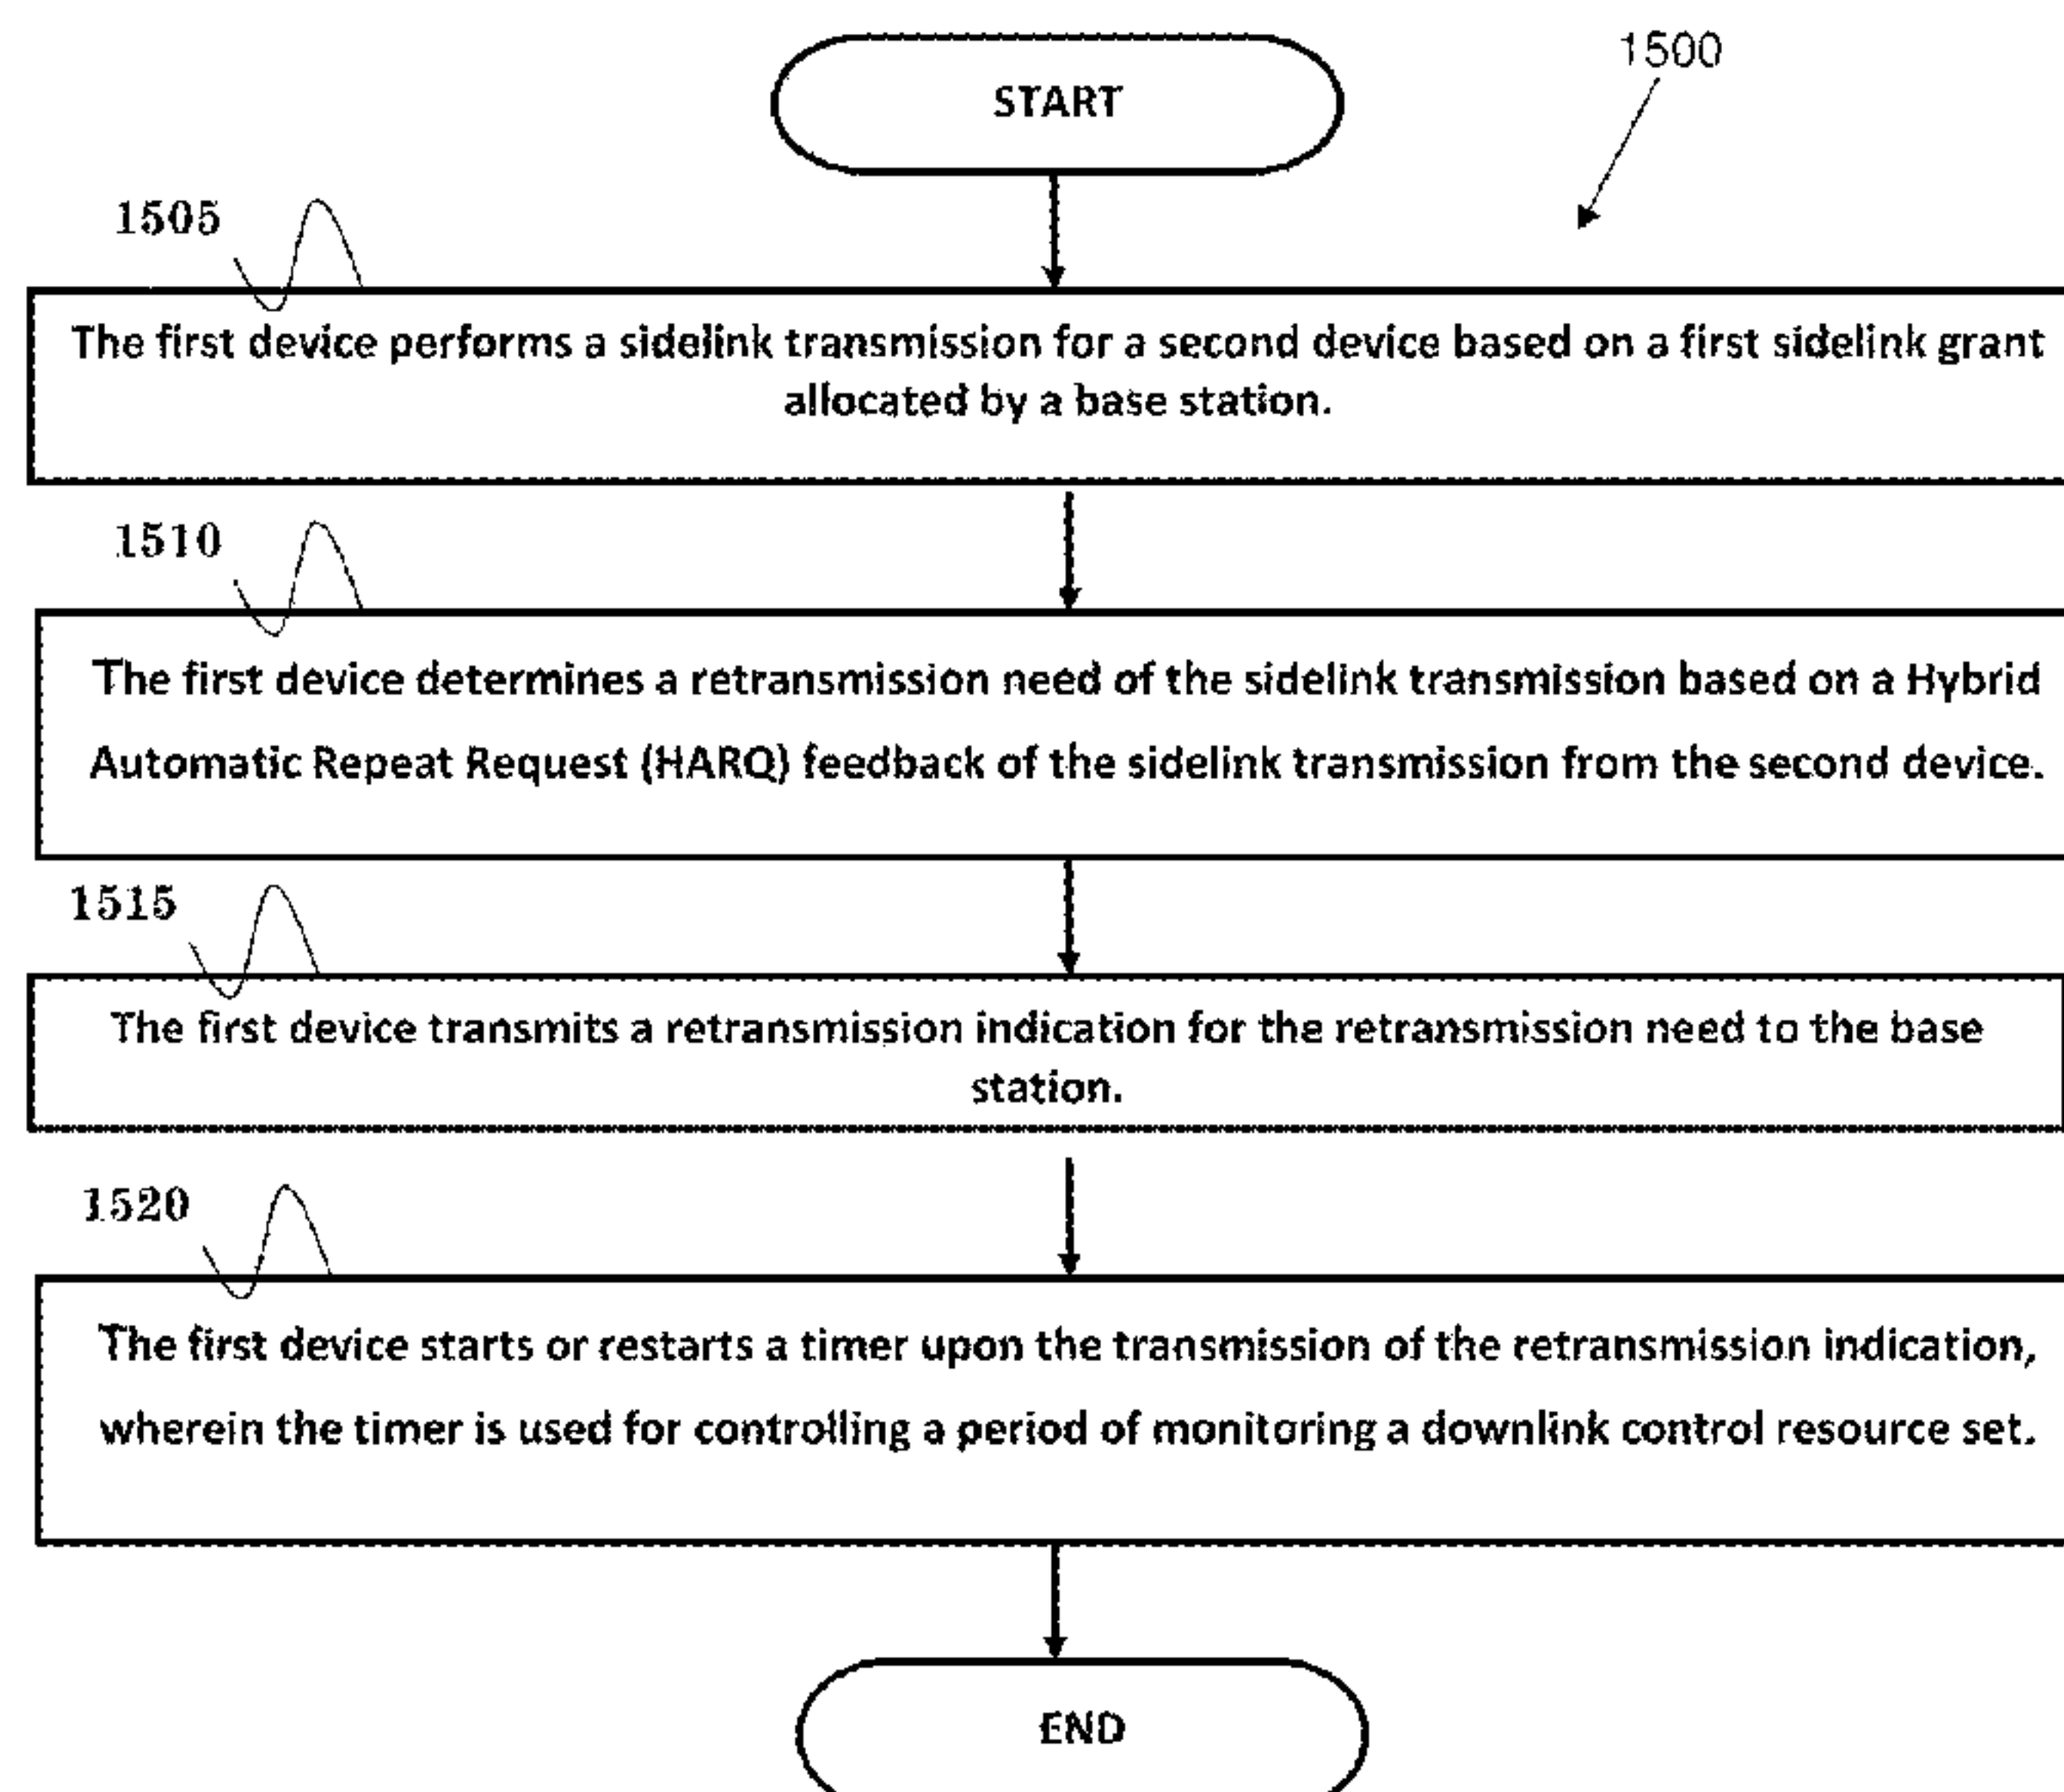 START
1500
1505
The first device performs a sidelink transmission for a second device based on a first sidelink grant
allocated by a base station.
1510
The first device determines a retransmission need of the sidelink transmission based on a Hybrid
Automatic Repeat Request (HARQ) feedback of the sidelink transmission from the second device.
1515
The first device transmits a retransmission indication for the retransmission need to the base
station.
1520
The first device starts or restarts a timer upon the transmission of the retransmission indication,
wherein the timer is used for controlling a period of monitoring a downlink control resource set.
END